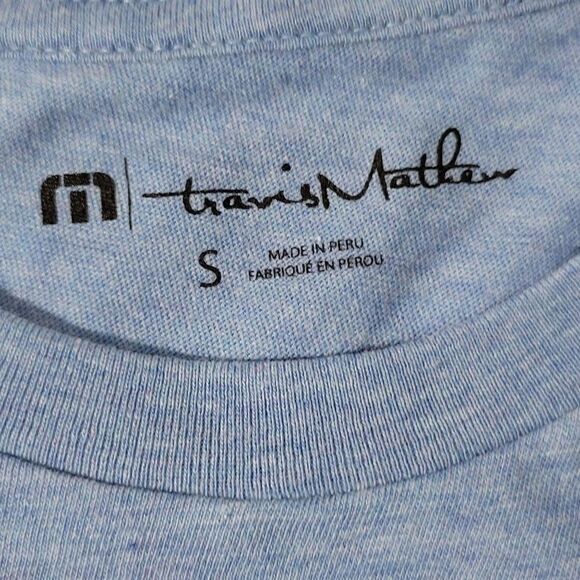 travisMathew
S
MADE IN PERU
FABRIQUÉ EN PEROU